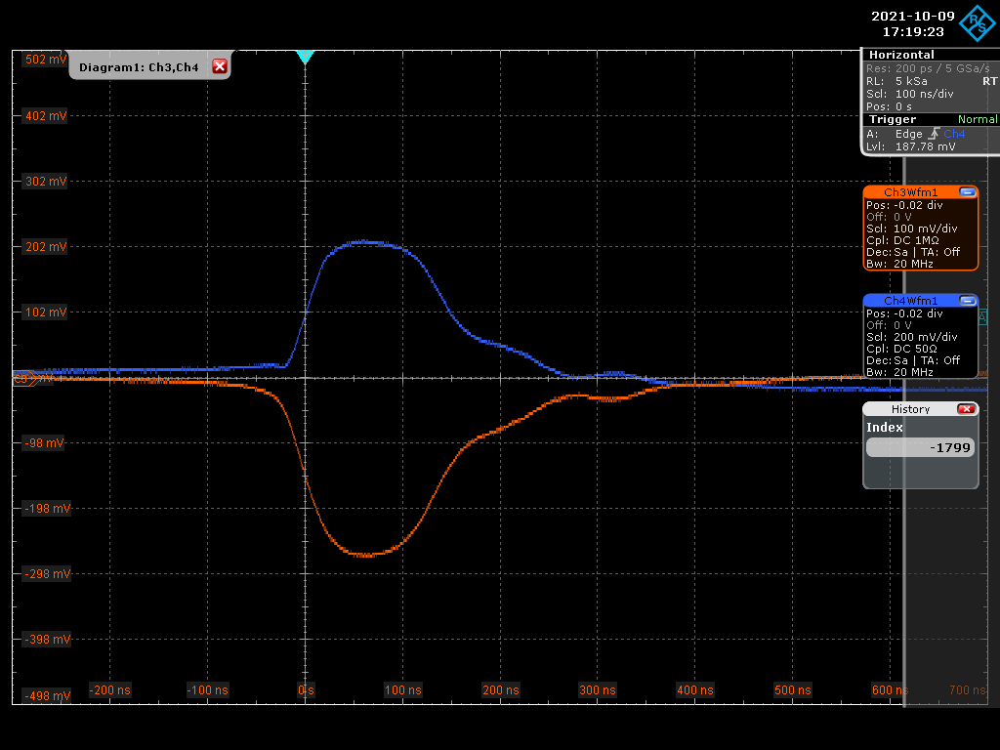 2021-10-09
17:19:23
Diagram1: Ch3,Ch4
Horizontal
Res: 200 ps / 5 GSa/s
RL: 5 kSa RT
Scl: 100 ns/div
Pos: 0 s
Trigger Normal
A: Edge Ch4
Lvl: 187.78 mV
502 mV
402 mV
302 mV
202 mV
102 mV
-98 mV
-198 mV
-298 mV
-398 mV
-498 mV
-200 ns
-100 ns
0 s
100 ns
200 ns
300 ns
400 ns
500 ns
600 ns
700 ns
Ch3Wfm1
Pos: -0.02 div
Off: 0 V
Scl: 100 mV/div
Cpl: DC 1MΩ
Dec: Sa | TA: Off
Bw: 20 MHz
Ch4Wfm1
Pos: -0.02 div
Off: 0 V
Scl: 200 mV/div
Cpl: DC 50Ω
Dec: Sa | TA: Off
Bw: 20 MHz
A
History
Index
-1799